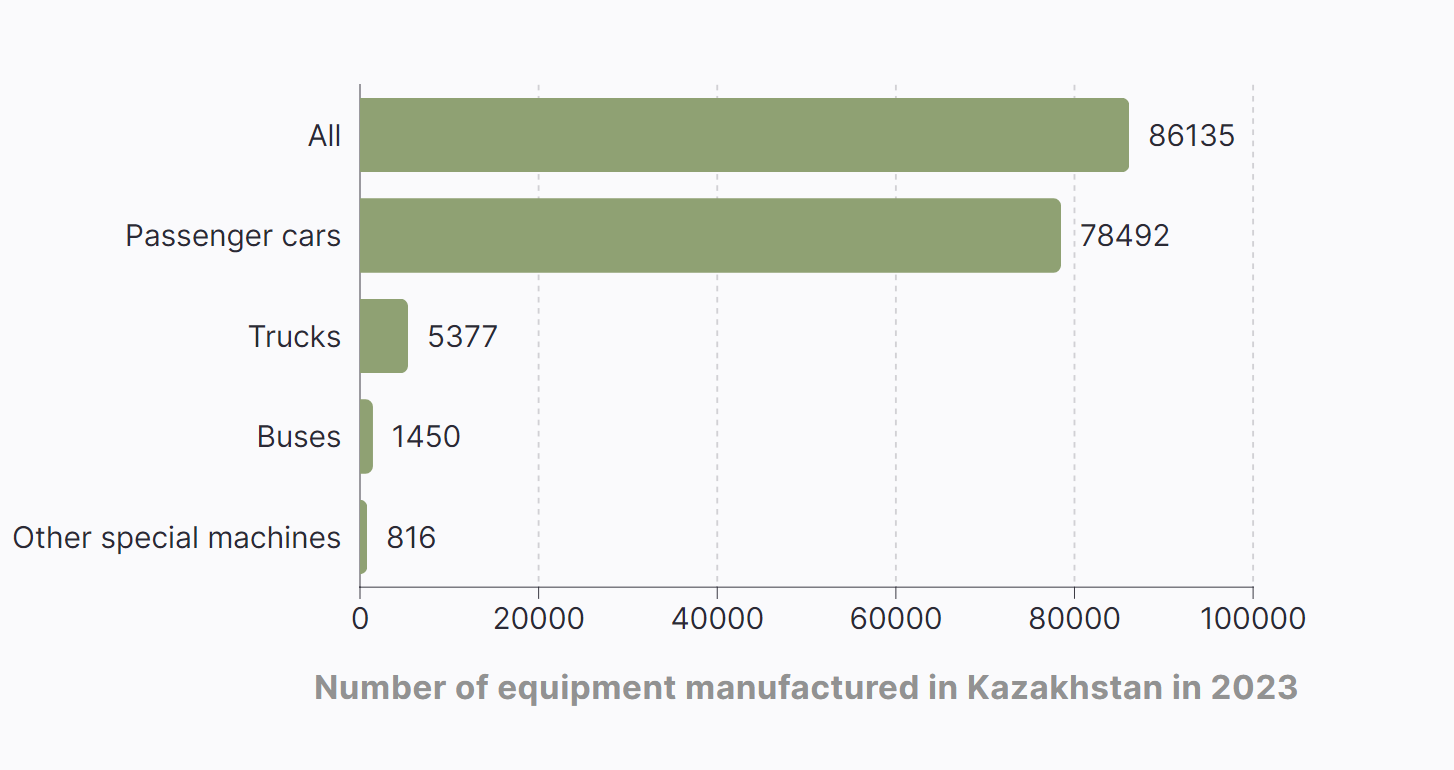 All 86135
Passenger cars 78492
Trucks 5377
Buses 1450
Other special machines 816
0 20000 40000 60000 80000 100000
Number of equipment manufactured in Kazakhstan in 2023